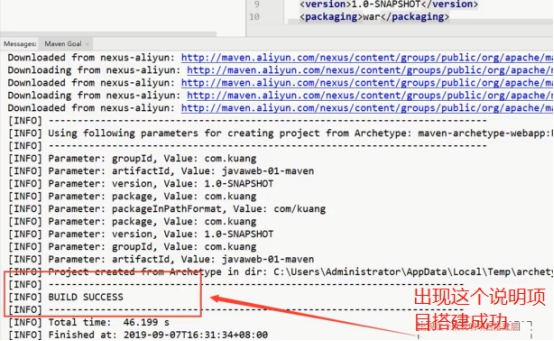 9 <version>1.0-SNAPSHOT</version>
10 <packaging>war</packaging>
Messages: Maven Goal ×
Downloaded from nexus-aliyun: http://maven.aliyun.com/nexus/content/groups/public/org/apache/ma
Downloading from nexus-aliyun: http://maven.aliyun.com/nexus/content/groups/public/org/apache/m
Downloaded from nexus-aliyun: http://maven.aliyun.com/nexus/content/groups/public/org/apache/ma
Downloading from nexus-aliyun: http://maven.aliyun.com/nexus/content/groups/public/org/apache/m
Downloaded from nexus-aliyun: http://maven.aliyun.com/nexus/content/groups/public/org/apache/ma
[INFO] ----------------------------------------------------------------------------
[INFO] Using following parameters for creating project from Archetype: maven-archetype-webapp:
[INFO] ----------------------------------------------------------------------------
[INFO] Parameter: groupId, Value: com.kuang
[INFO] Parameter: artifactId, Value: javaweb-01-maven
[INFO] Parameter: version, Value: 1.0-SNAPSHOT
[INFO] Parameter: package, Value: com.kuang
[INFO] Parameter: packageInPathFormat, Value: com/kuang
[INFO] Parameter: package, Value: com.kuang
[INFO] Parameter: version, Value: 1.0-SNAPSHOT
[INFO] Parameter: groupId, Value: com.kuang
[INFO] Parameter: artifactId, Value: javaweb-01-maven
[INFO] Project created from Archetype in dir: C:\Users\Administrator\AppData\Local\Temp\archety
[INFO] ------------------------------------------------------------------------
[INFO] BUILD SUCCESS
[INFO] ------------------------------------------------------------------------
[INFO] Total time: 46.199 s
[INFO] Finished at: 2019-09-07T16:31:34+08:00
出现这个说明项
目搭建成功